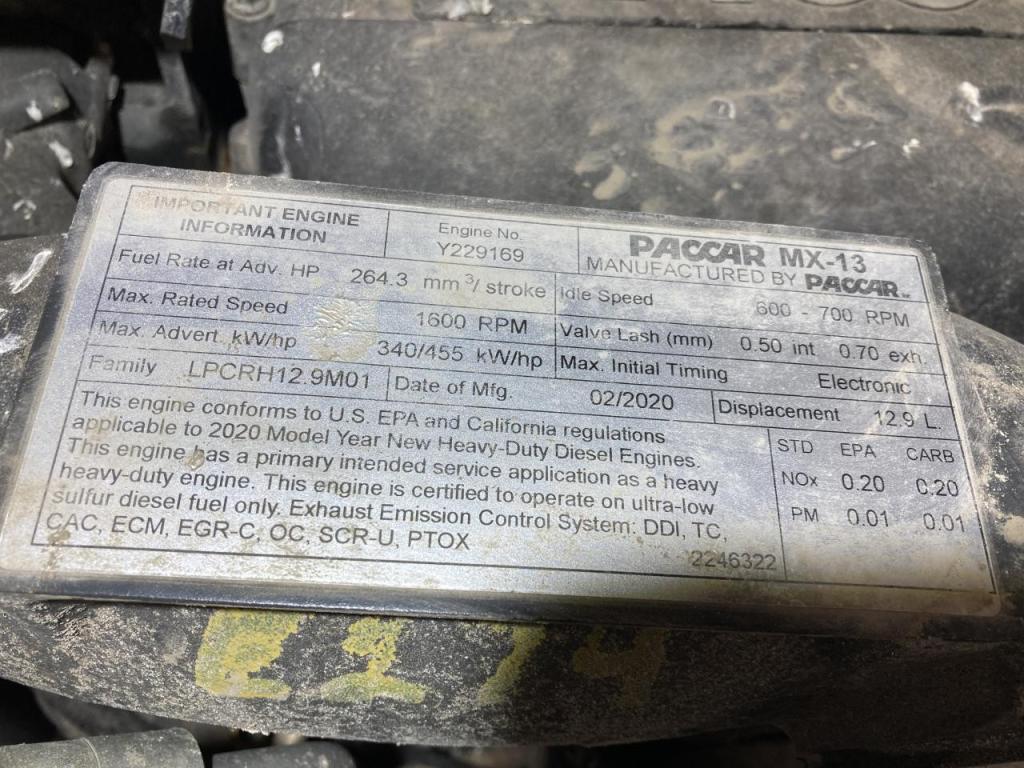 IMPORTANT ENGINE
INFORMATION
Engine No.
Y229169
PACCAR MX-13
MANUFACTURED BY PACCAR
Fuel Rate at Adv. HP 264.3 mm³/ stroke
Idle Speed 600 - 700 RPM
Max. Rated Speed 1600 RPM
Valve Lash (mm) 0.50 int 0.70 exh.
Max. Advert. kW/hp 340/455 kW/hp
Max. Initial Timing Electronic
Family LPCRH12.9M01
Date of Mfg. 02/2020
Displacement 12.9 L.
This engine conforms to U.S. EPA and California regulations
applicable to 2020 Model Year New Heavy-Duty Diesel Engines.
This engine has a primary intended service application as a heavy
heavy-duty engine. This engine is certified to operate on ultra-low
sulfur diesel fuel only. Exhaust Emission Control System: DDI, TC,
CAC, ECM, EGR-C, OC, SCR-U, PTOX
2246322
STD EPA CARB
NOx 0.20 0.20
PM 0.01 0.01